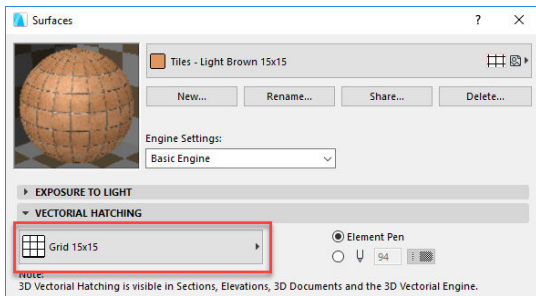 Surfaces
?
Tiles - Light Brown 15x15
New...
Rename...
Share...
Delete...
Engine Settings:
Basic Engine
EXPOSURE TO LIGHT
VECTORIAL HATCHING
Grid 15x15
Element Pen
94
Note:
3D Vectorial Hatching is visible in Sections, Elevations, 3D Documents and the 3D Vectorial Engine.